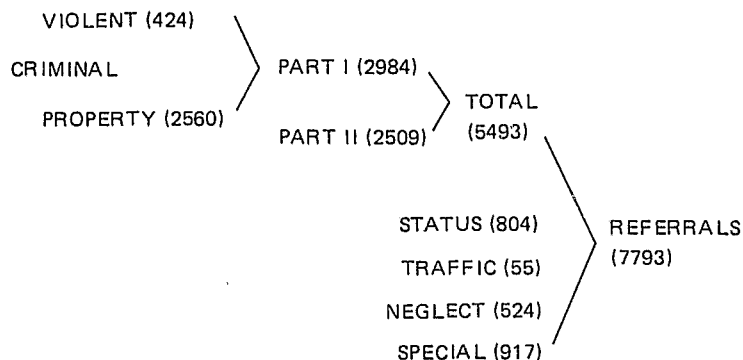 VIOLENT (424)
CRIMINAL
PROPERTY (2560)
PART I (2984)
PART II (2509)
TOTAL
(5493)
STATUS (804)
TRAFFIC (55)
NEGLECT (524)
SPECIAL (917)
REFERRALS
(7793)